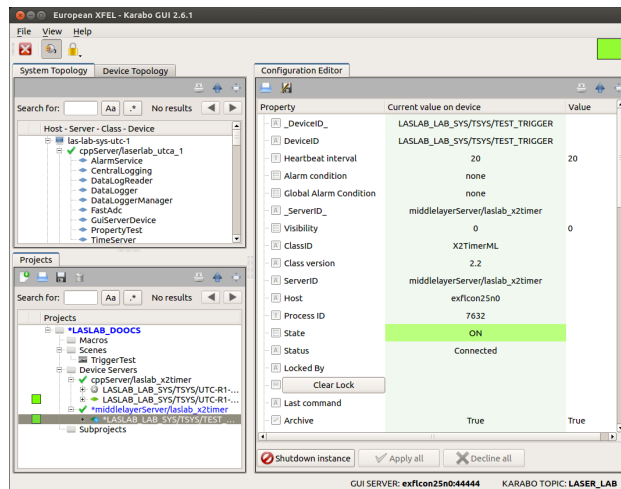 European XFEL - Karabo GUI 2.6.1
File View Help
System Topology Device Topology
Search for: Aa .* No results
Host - Server - Class - Device
las-lab-sys-utc-1
cppServer/laserlab_utca_1
AlarmService
CentralLogging
DataLogReader
DataLogger
DataLoggerManager
FastAdc
GuiServerDevice
PropertyTest
TimeServer
Projects
Search for: Aa .* No results
Projects
*LASLAB_DOOCS
Macros
Scenes
TriggerTest
Device Servers
cppServer/laslab_x2timer
LASLAB_LAB_SYS/TSYS/UTC-R1-...
LASLAB_LAB_SYS/TSYS/UTC-R1-...
*middlelayerServer/laslab_x2timer
*LASLAB_LAB_SYS/TSYS/TEST_...
Subprojects
Configuration Editor
Property Current value on device Value
_DeviceID_ LASLAB_LAB_SYS/TSYS/TEST_TRIGGER
DeviceID LASLAB_LAB_SYS/TSYS/TEST_TRIGGER
Heartbeat interval 20 20
Alarm condition none
Global Alarm Condition none
_ServerID_ middlelayerServer/laslab_x2timer
Visibility 0 0
ClassID X2TimerML
Class version 2.2
ServerID middlelayerServer/laslab_x2timer
Host exflcon25n0
Process ID 7632
State ON
Status Connected
Locked By
Clear Lock
Last command
Archive True True
Shutdown instance Apply all Decline all
GUI SERVER: exflcon25n0:44444 KARABO TOPIC: LASER_LAB